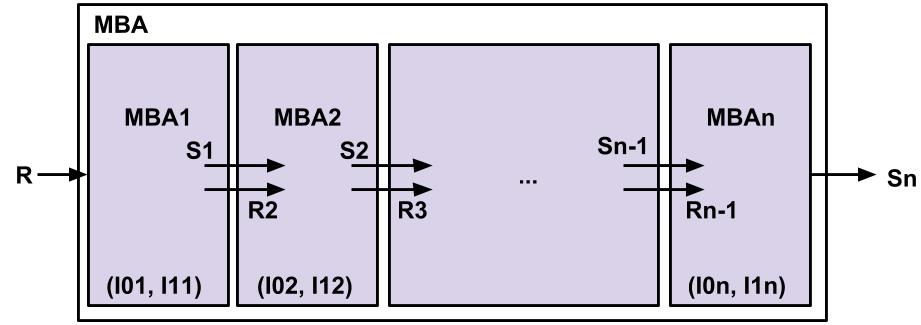 MBA
MBA1
MBA2
MBAn
S1
S2
Sn-1
R
...
Sn
R2
R3
Rn-1
(I01, I11)
(I02, I12)
(I0n, I1n)